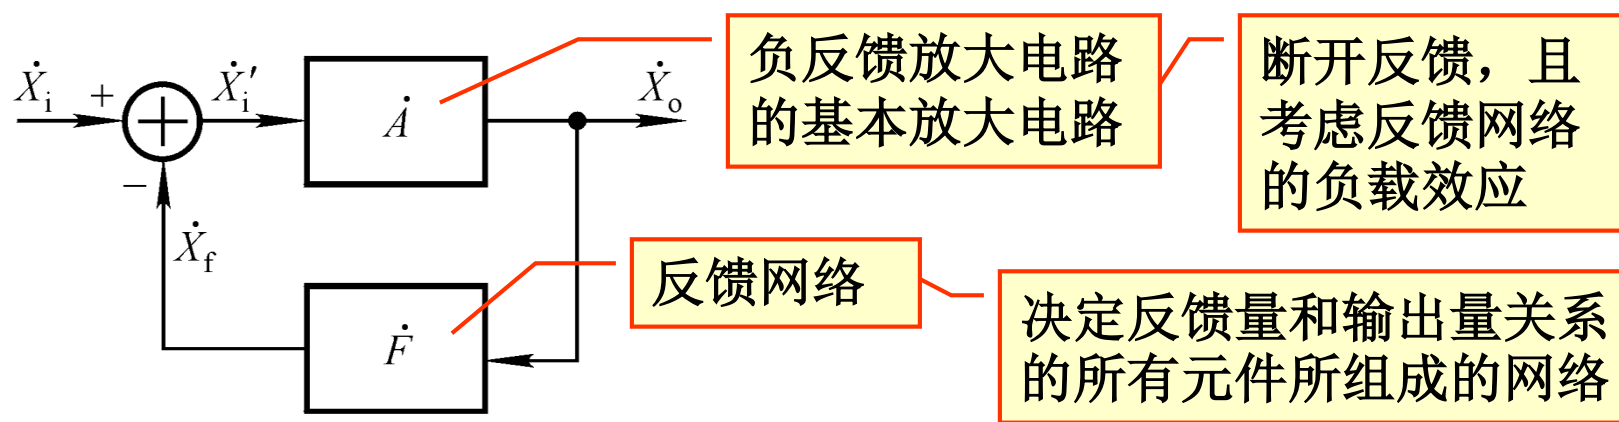 负反馈放大电路
的基本放大电路
断开反馈，且
考虑反馈网络
的负载效应
Ẋi + Ẋi′ Ȧ Ẋo
−
Ẋf
反馈网络
Ḟ
决定反馈量和输出量关系
的所有元件所组成的网络